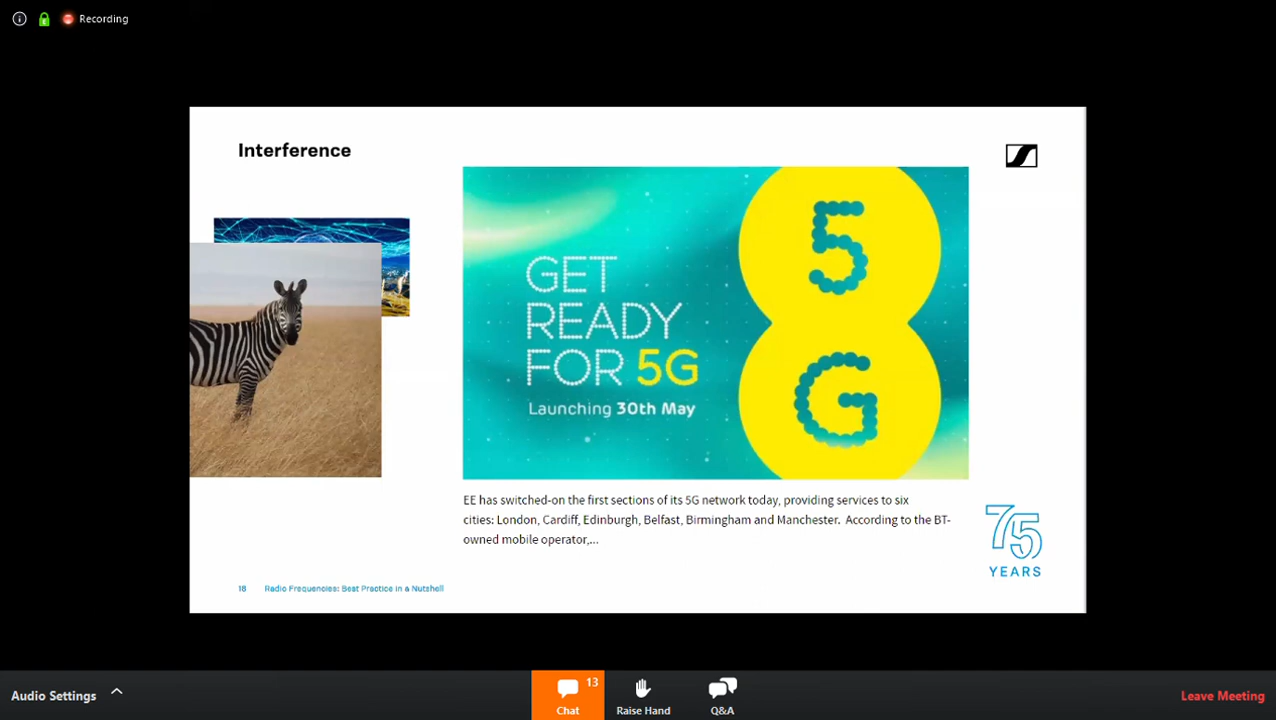 Recording
Interference
5
G
GET
READY
FOR 5G
Launching 30th May
EE has switched-on the first sections of its 5G network today, providing services to six
cities: London, Cardiff, Edinburgh, Belfast, Birmingham and Manchester. According to the BT-
owned mobile operator,...
75
YEARS
18 Radio Frequencies: Best Practice in a Nutshell
Audio Settings
13
Chat
Raise Hand
Q&A
Leave Meeting